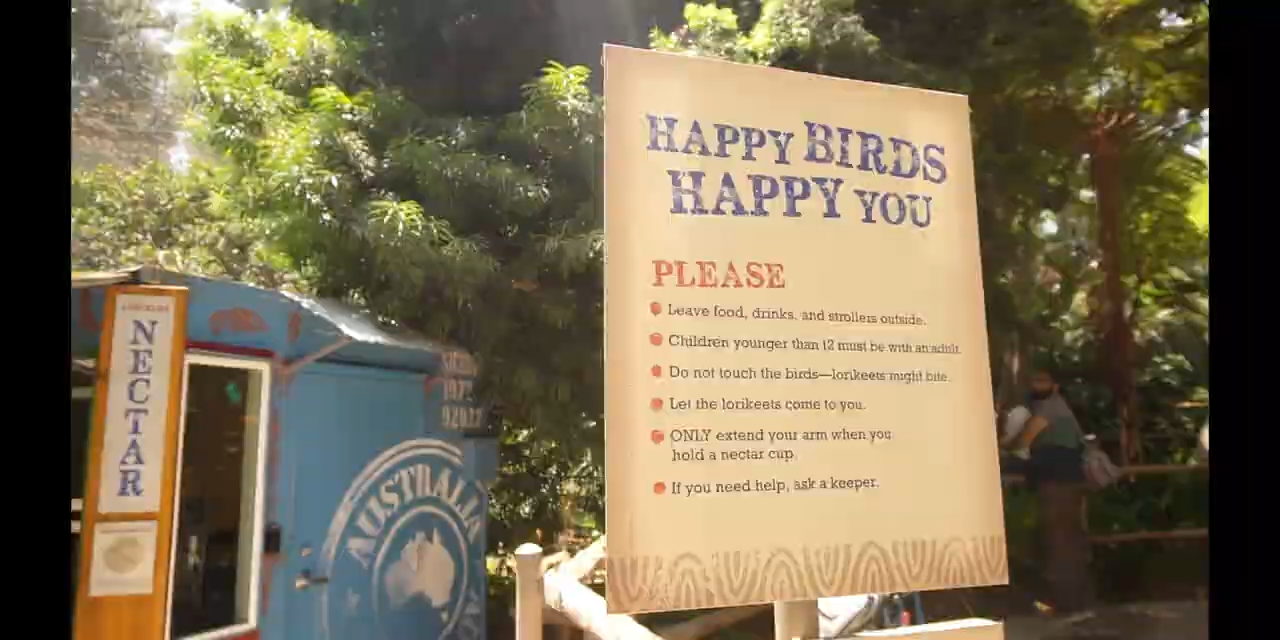 HAPPY BIRDS
HAPPY YOU
PLEASE
Leave food, drinks, and strollers outside.
Children younger than 12 must be with an adult.
Do not touch the birds—lorikeets might bite.
Let the lorikeets come to you.
ONLY extend your arm when you
hold a nectar cup.
If you need help, ask a keeper.
NECTAR
AUSTRALIA